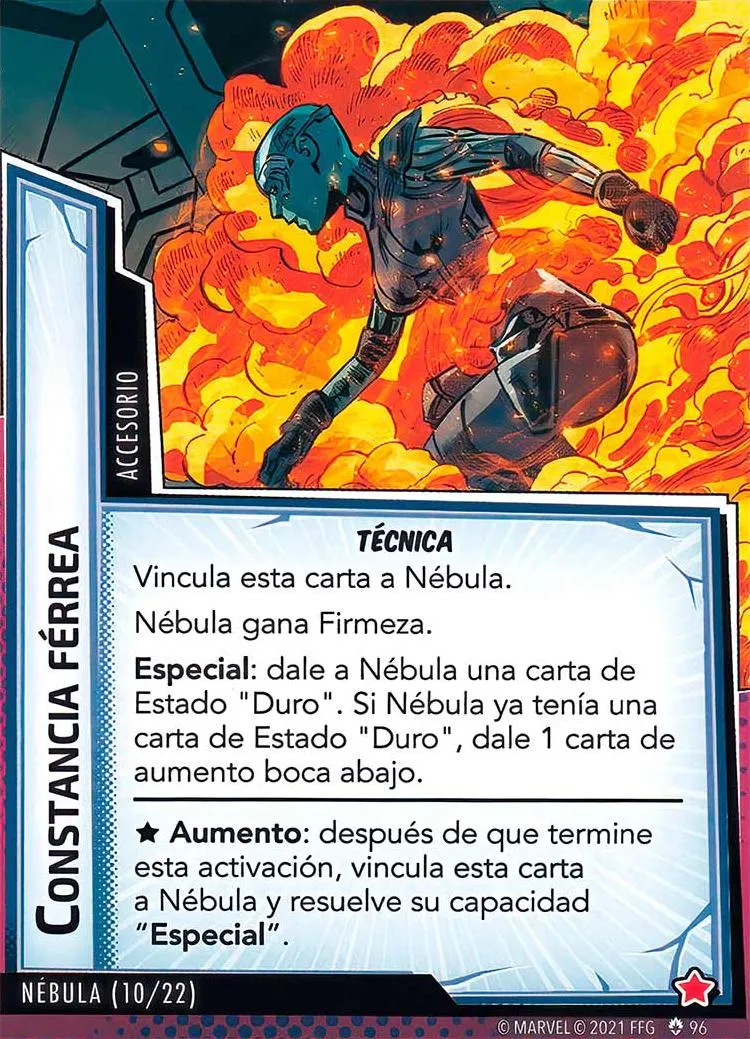 ACCESORIO
CONSTANCIA FÉRREA
TÉCNICA
Vincula esta carta a Nébula.
Nébula gana Firmeza.
Especial: dale a Nébula una carta de
Estado "Duro". Si Nébula ya tenía una
carta de Estado "Duro", dale 1 carta de
aumento boca abajo.
★ Aumento: después de que termine
esta activación, vincula esta carta
a Nébula y resuelve su capacidad
"Especial".
NÉBULA (10/22)
© MARVEL © 2021 FFG 96